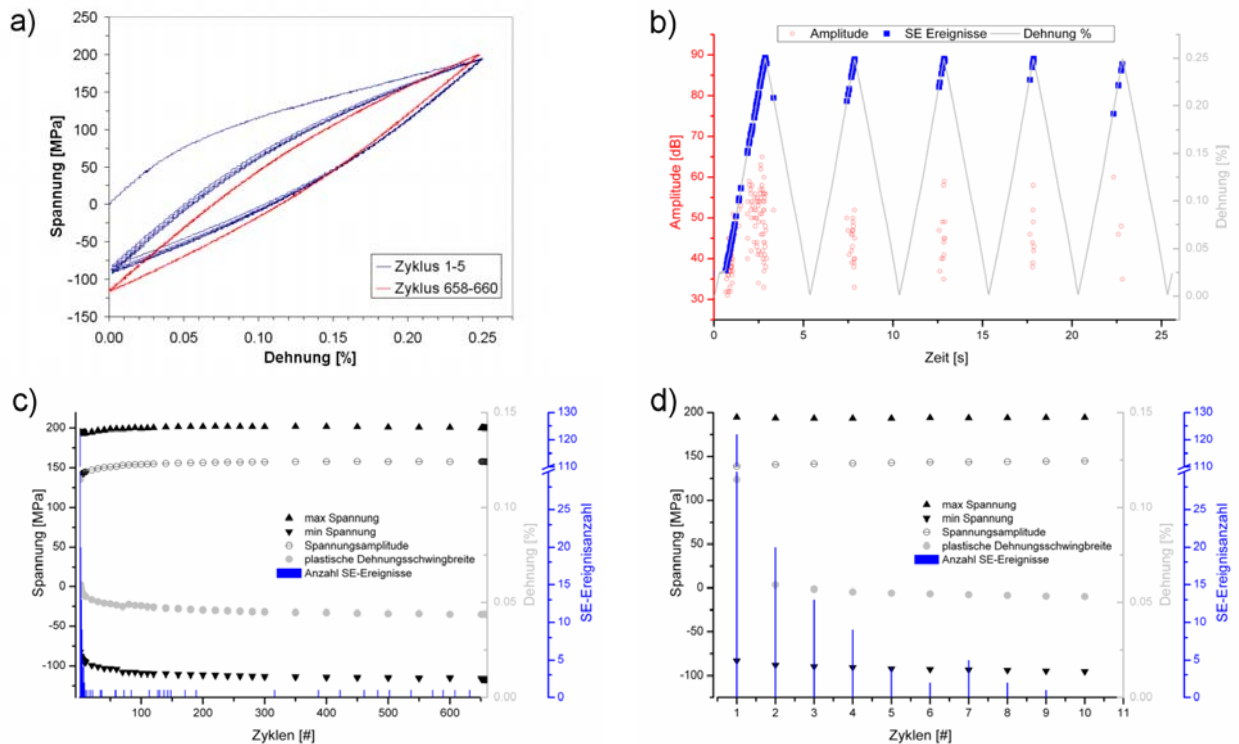 a)
Spannung [MPa]
250
200
150
100
50
0
-50
-100
-150
0.00 0.05 0.10 0.15 0.20 0.25
Dehnung [%]
Zyklus 1-5
Zyklus 658-660
b)
Amplitude SE Ereignisse Dehnung %
Amplitude [dB]
90
80
70
60
50
40
30
0 5 10 15 20 25
Zeit [s]
0.25
0.20
0.15
0.10
0.05
0.00
Dehnung [%]
c)
Spannung [MPa]
200
150
100
50
0
-50
-100
100 200 300 400 500 600
Zyklen [#]
max Spannung
min Spannung
Spannungsamplitude
plastische Dehnungsschwingbreite
Anzahl SE-Ereignisse
0.15
0.10
0.05
0.00
Dehnung [%]
130
120
110
25
20
15
10
5
0
SE-Ereignisanzahl
d)
Spannung [MPa]
200
150
100
50
0
-50
-100
1 2 3 4 5 6 7 8 9 10 11
Zyklen [#]
max Spannung
min Spannung
Spannungsamplitude
plastische Dehnungsschwingbreite
Anzahl SE-Ereignisse
0.15
0.10
0.05
0.00
Dehnung [%]
130
120
110
25
20
15
10
5
0
SE-Ereignisanzahl